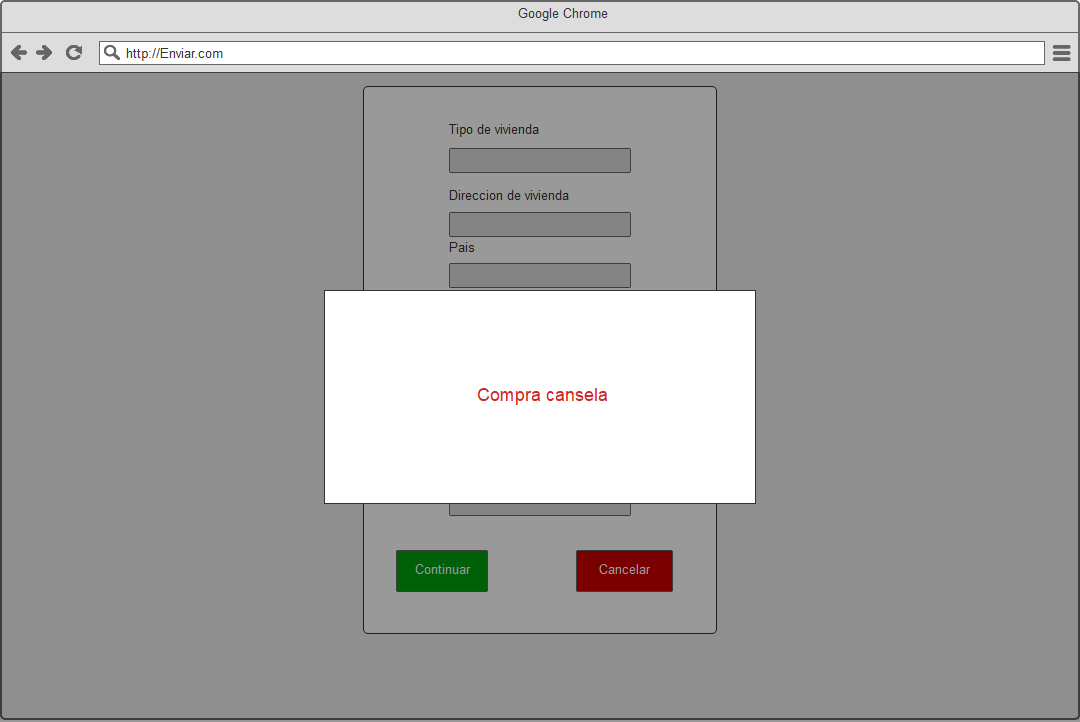 Google Chrome
http://Enviar.com
Tipo de vivienda
Direccion de vivienda
Pais
Compra cansela
Continuar
Cancelar